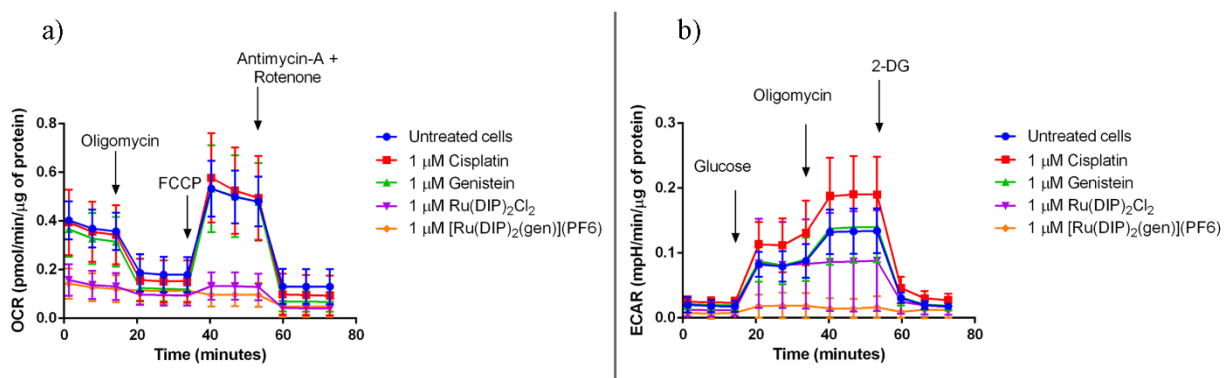 a)
Antimycin-A +
Rotenone
Oligomycin
FCCP
OCR (pmol/min/μg of protein)
0.8
0.6
0.4
0.2
0.0
0
20
40
60
80
Time (minutes)
Untreated cells
1 μM Cisplatin
1 μM Genistein
1 μM Ru(DIP)₂Cl₂
1 μM [Ru(DIP)₂(gen)](PF6)
b)
2-DG
Oligomycin
Glucose
ECAR (mpH/min/μg of protein)
0.3
0.2
0.1
0.0
0
20
40
60
80
Time (minutes)
Untreated cells
1 μM Cisplatin
1 μM Genistein
1 μM Ru(DIP)₂Cl₂
1 μM [Ru(DIP)₂(gen)](PF6)